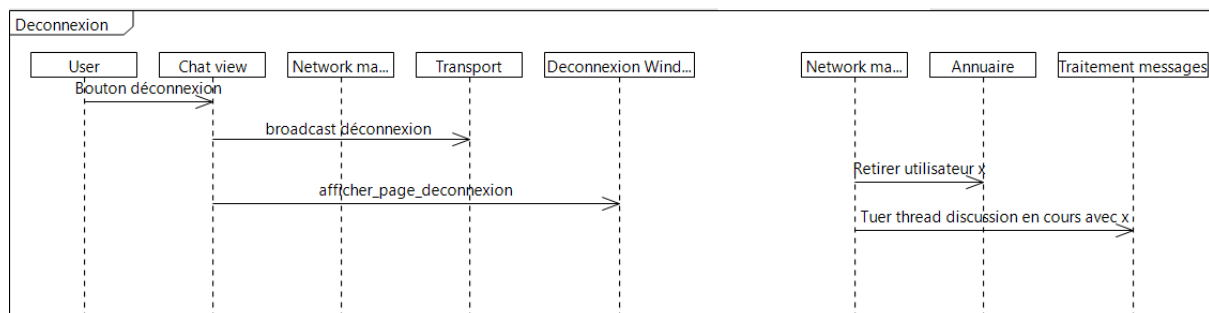 Deconnexion
User
Chat view
Network ma...
Transport
Deconnexion Wind...
Network ma...
Annuaire
Traitement messages
Bouton déconnexion
broadcast déconnexion
Retirer utilisateur x
afficher_page_deconnexion
Tuer thread discussion en cours avec x